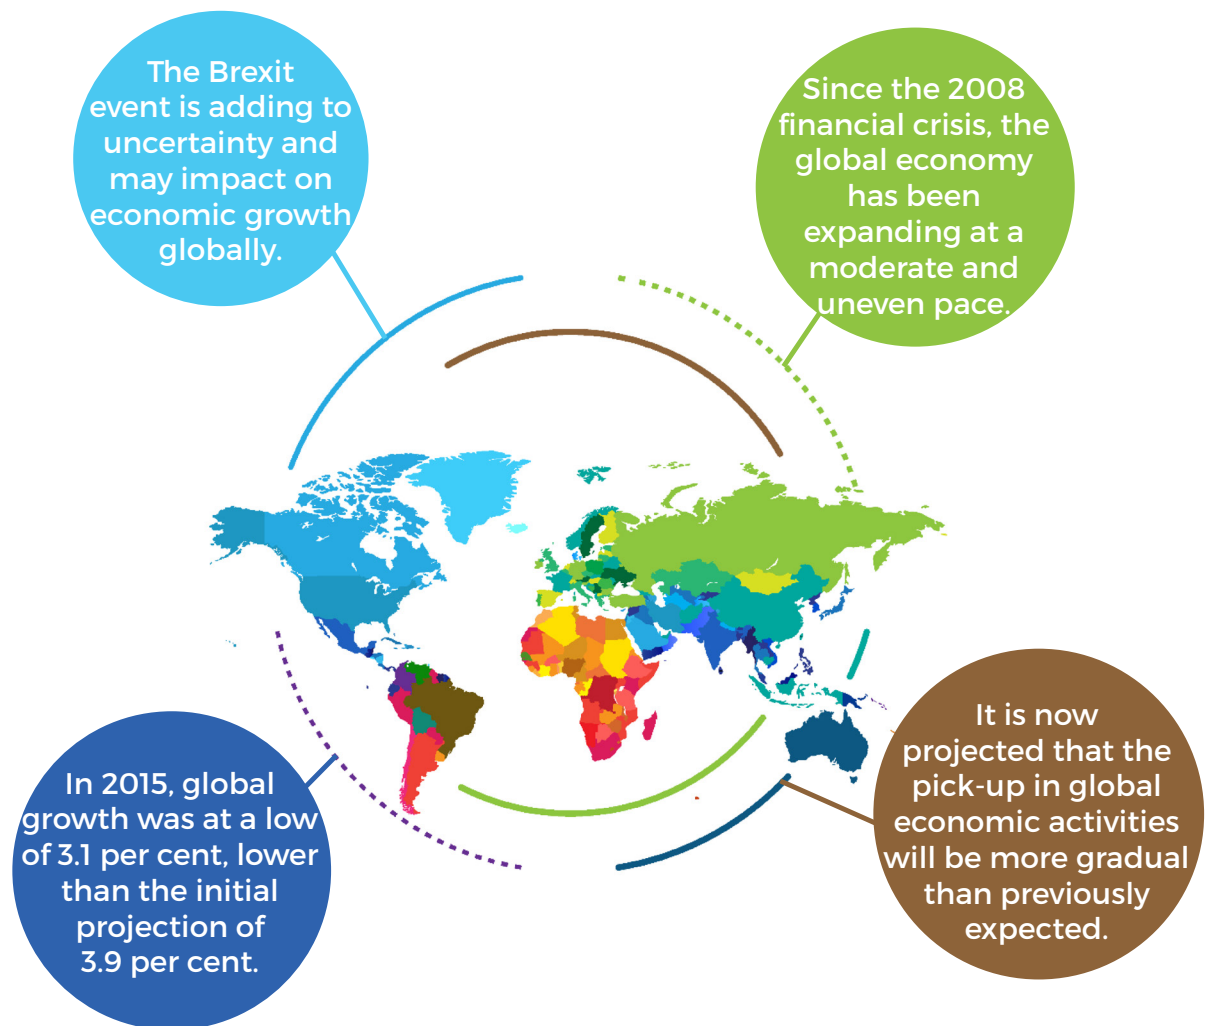 The Brexit
event is adding to
uncertainty and
may impact on
economic growth
globally.
Since the 2008
financial crisis, the
global economy
has been
expanding at a
moderate and
uneven pace.
In 2015, global
growth was at a low
of 3.1 per cent, lower
than the initial
projection of
3.9 per cent.
It is now
projected that the
pick-up in global
economic activities
will be more gradual
than previously
expected.